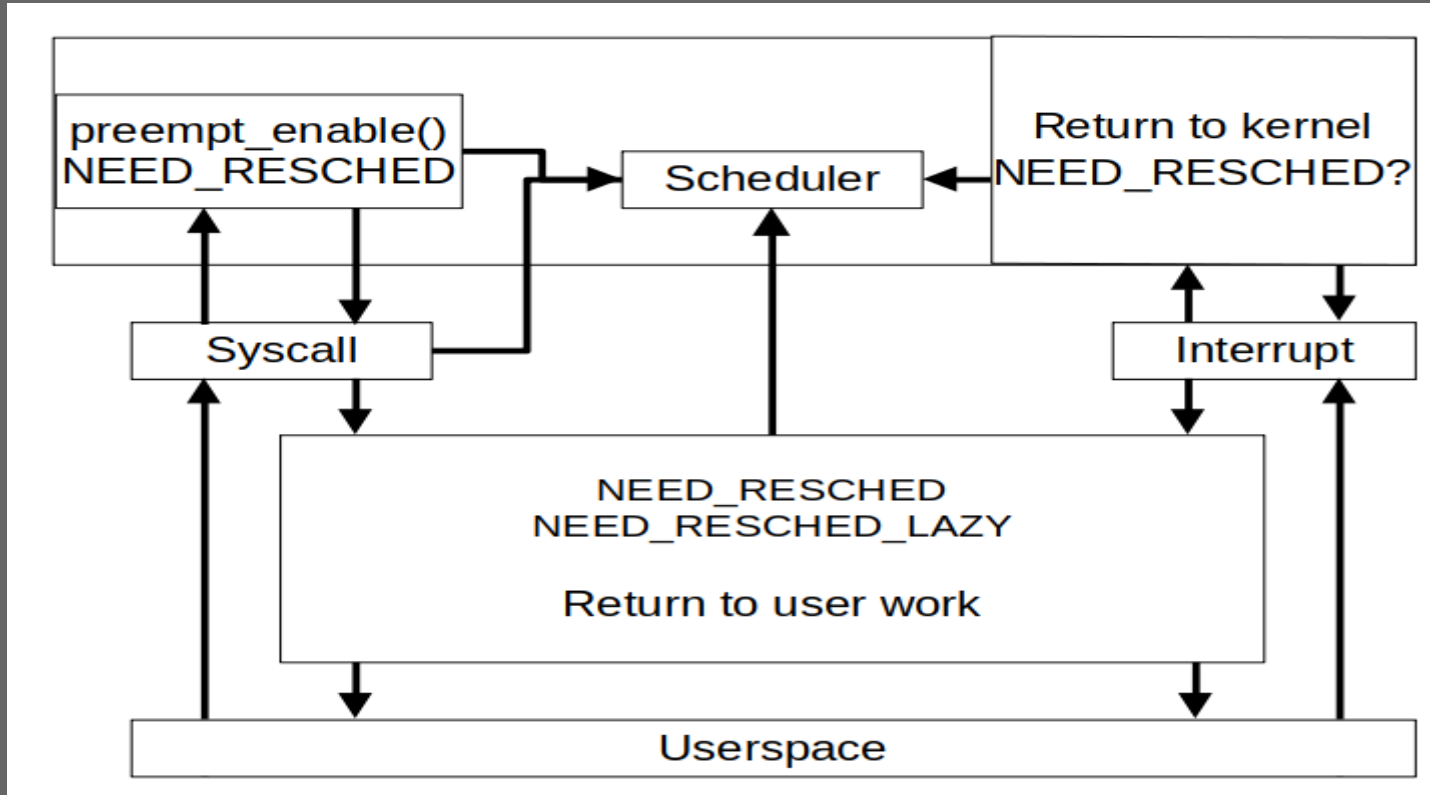 preempt_enable()
NEED_RESCHED
Scheduler
Return to kernel
NEED_RESCHED?
Syscall
Interrupt
NEED_RESCHED
NEED_RESCHED_LAZY
Return to user work
Userspace